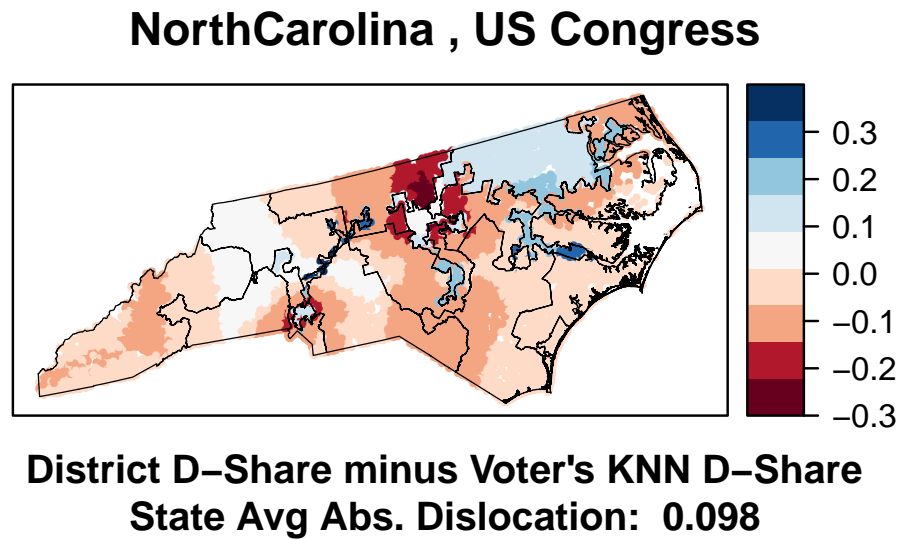 NorthCarolina , US Congress
0.3
0.2
0.1
0.0
−0.1
−0.2
−0.3
District D−Share minus Voter's KNN D−Share
State Avg Abs. Dislocation:  0.098